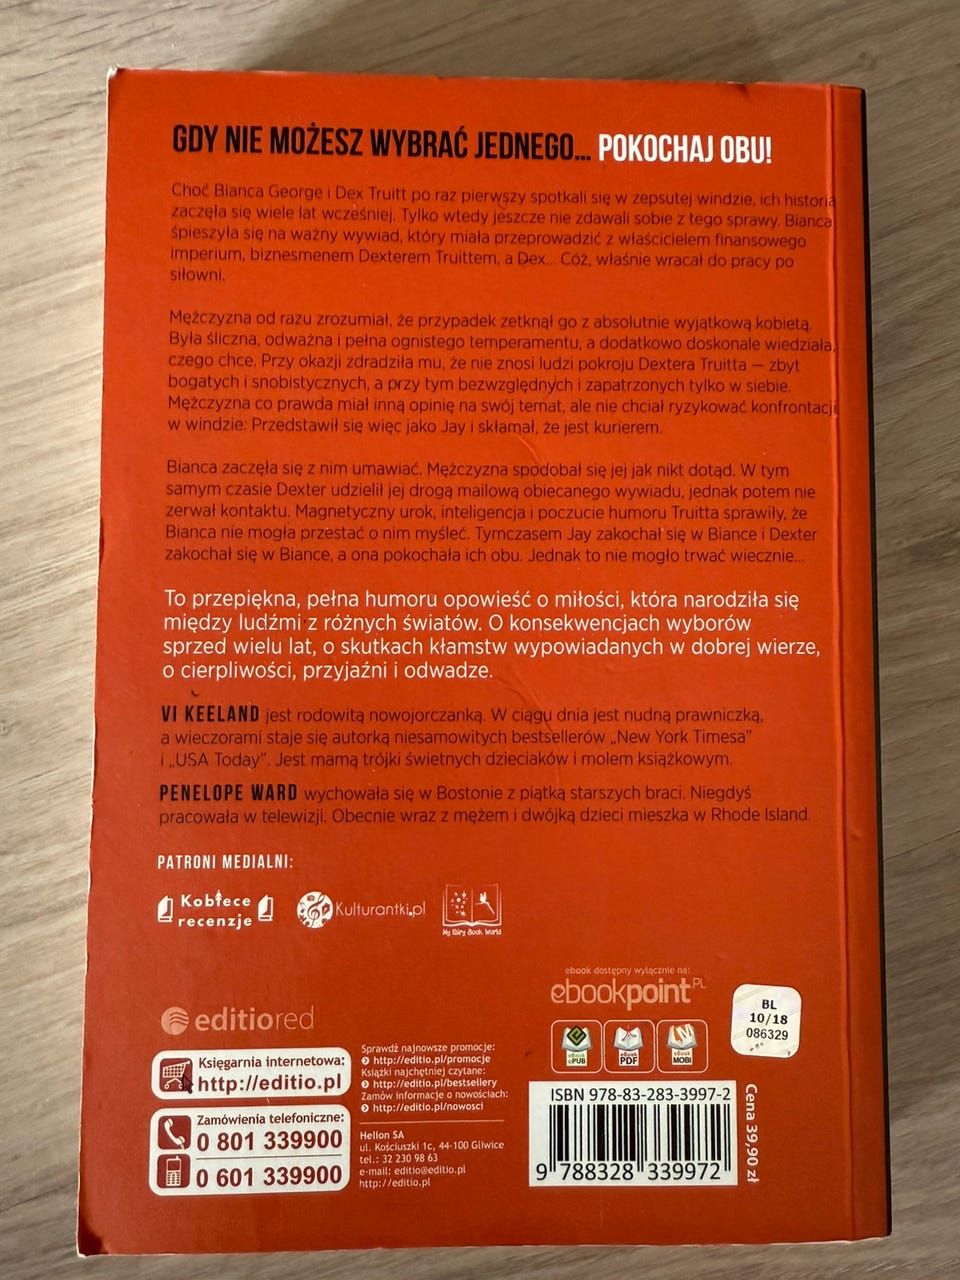 GDY NIE MOŻESZ WYBRAĆ JEDNEGO... POKOCHAJ OBU!
Choć Bianca George i Dex Truitt po raz pierwszy spotkali się w zepsutej windzie, ich historia
zaczęła się wiele lat wcześniej. Tylko wtedy jeszcze nie zdawali sobie z tego sprawy. Bianca
śpieszyła się na ważny wywiad, który miała przeprowadzić z właścicielem finansowego
imperium, biznesmenem Dexterem Truittem, a Dex... Cóż, właśnie wracał do pracy po
siłowni.
Mężczyzna od razu zrozumiał, że przypadek zetknął go z absolutnie wyjątkową kobietą.
Była śliczna, odważna i pełna ognistego temperamentu, a dodatkowo doskonale wiedziała,
czego chce. Przy okazji zdradziła mu, że nie znosi ludzi pokroju Dextera Truitta — zbyt
bogatych i snobistycznych, a przy tym bezwzględnych i zapatrzonych tylko w siebie.
Mężczyzna co prawda miał inną opinię na swój temat, ale nie chciał ryzykować konfrontacji
w windzie: Przedstawił się więc jako Jay i skłamał, że jest kurierem.
Bianca zaczęła się z nim umawiać. Mężczyzna spodobał się jej jak nikt dotąd. W tym
samym czasie Dexter udzielił jej drogą mailową obiecanego wywiadu, jednak potem nie
zerwał kontaktu. Magnetyczny urok, inteligencja i poczucie humoru Truitta sprawiły, że
Bianca nie mogła przestać o nim myśleć. Tymczasem Jay zakochał się w Biance i Dexter
zakochał się w Biance, a ona pokochała ich obu. Jednak to nie mogło trwać wiecznie...
To przepiękna, pełna humoru opowieść o miłości, która narodziła się
między ludźmi z różnych światów. O konsekwencjach wyborów
sprzed wielu lat, o skutkach kłamstw wypowiadanych w dobrej wierze,
o cierpliwości, przyjaźni i odwadze.
VI KEELAND jest rodowitą nowojorczanką. W ciągu dnia jest nudną prawniczką,
a wieczorami staje się autorką niesamowitych bestsellerów „New York Timesa”
i „USA Today”. Jest mamą trójki świetnych dzieciaków i molem książkowym.
PENELOPE WARD wychowała się w Bostonie z piątką starszych braci. Niegdyś
pracowała w telewizji. Obecnie wraz z mężem i dwójką dzieci mieszka w Rhode Island.
PATRONI MEDIALNI:
Kobiece
recenzje
Kulturantki.pl
My Fairy Book World
ebook dostępny wyłącznie na:
ebookpoint.PL
eBook ePUB
eBook PDF
eBook MOBI
BL
10/18
086329
editiored
Księgarnia internetowa:
http://editio.pl
Zamówienia telefoniczne:
0 801 339900
0 601 339900
Sprawdź najnowsze promocje:
http://editio.pl/promocje
Książki najchętniej czytane:
http://editio.pl/bestsellery
Zamów informacje o nowościach:
http://editio.pl/nowosci
Helion SA
ul. Kościuszki 1c, 44-100 Gliwice
tel.: 32 230 98 63
e-mail: editio@editio.pl
http://editio.pl
ISBN 978-83-283-3997-2
9 788328 339972
Cena 39,90 zł